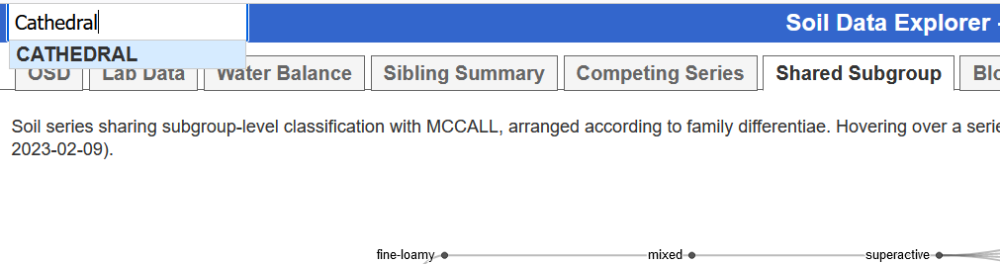 Cathedral
Soil Data Explorer -
CATHEDRAL
OSD Lab Data Water Balance Sibling Summary Competing Series Shared Subgroup
Soil series sharing subgroup-level classification with MCCALL, arranged according to family differentiae. Hovering over a
2023-02-09).
fine-loamy mixed superactive